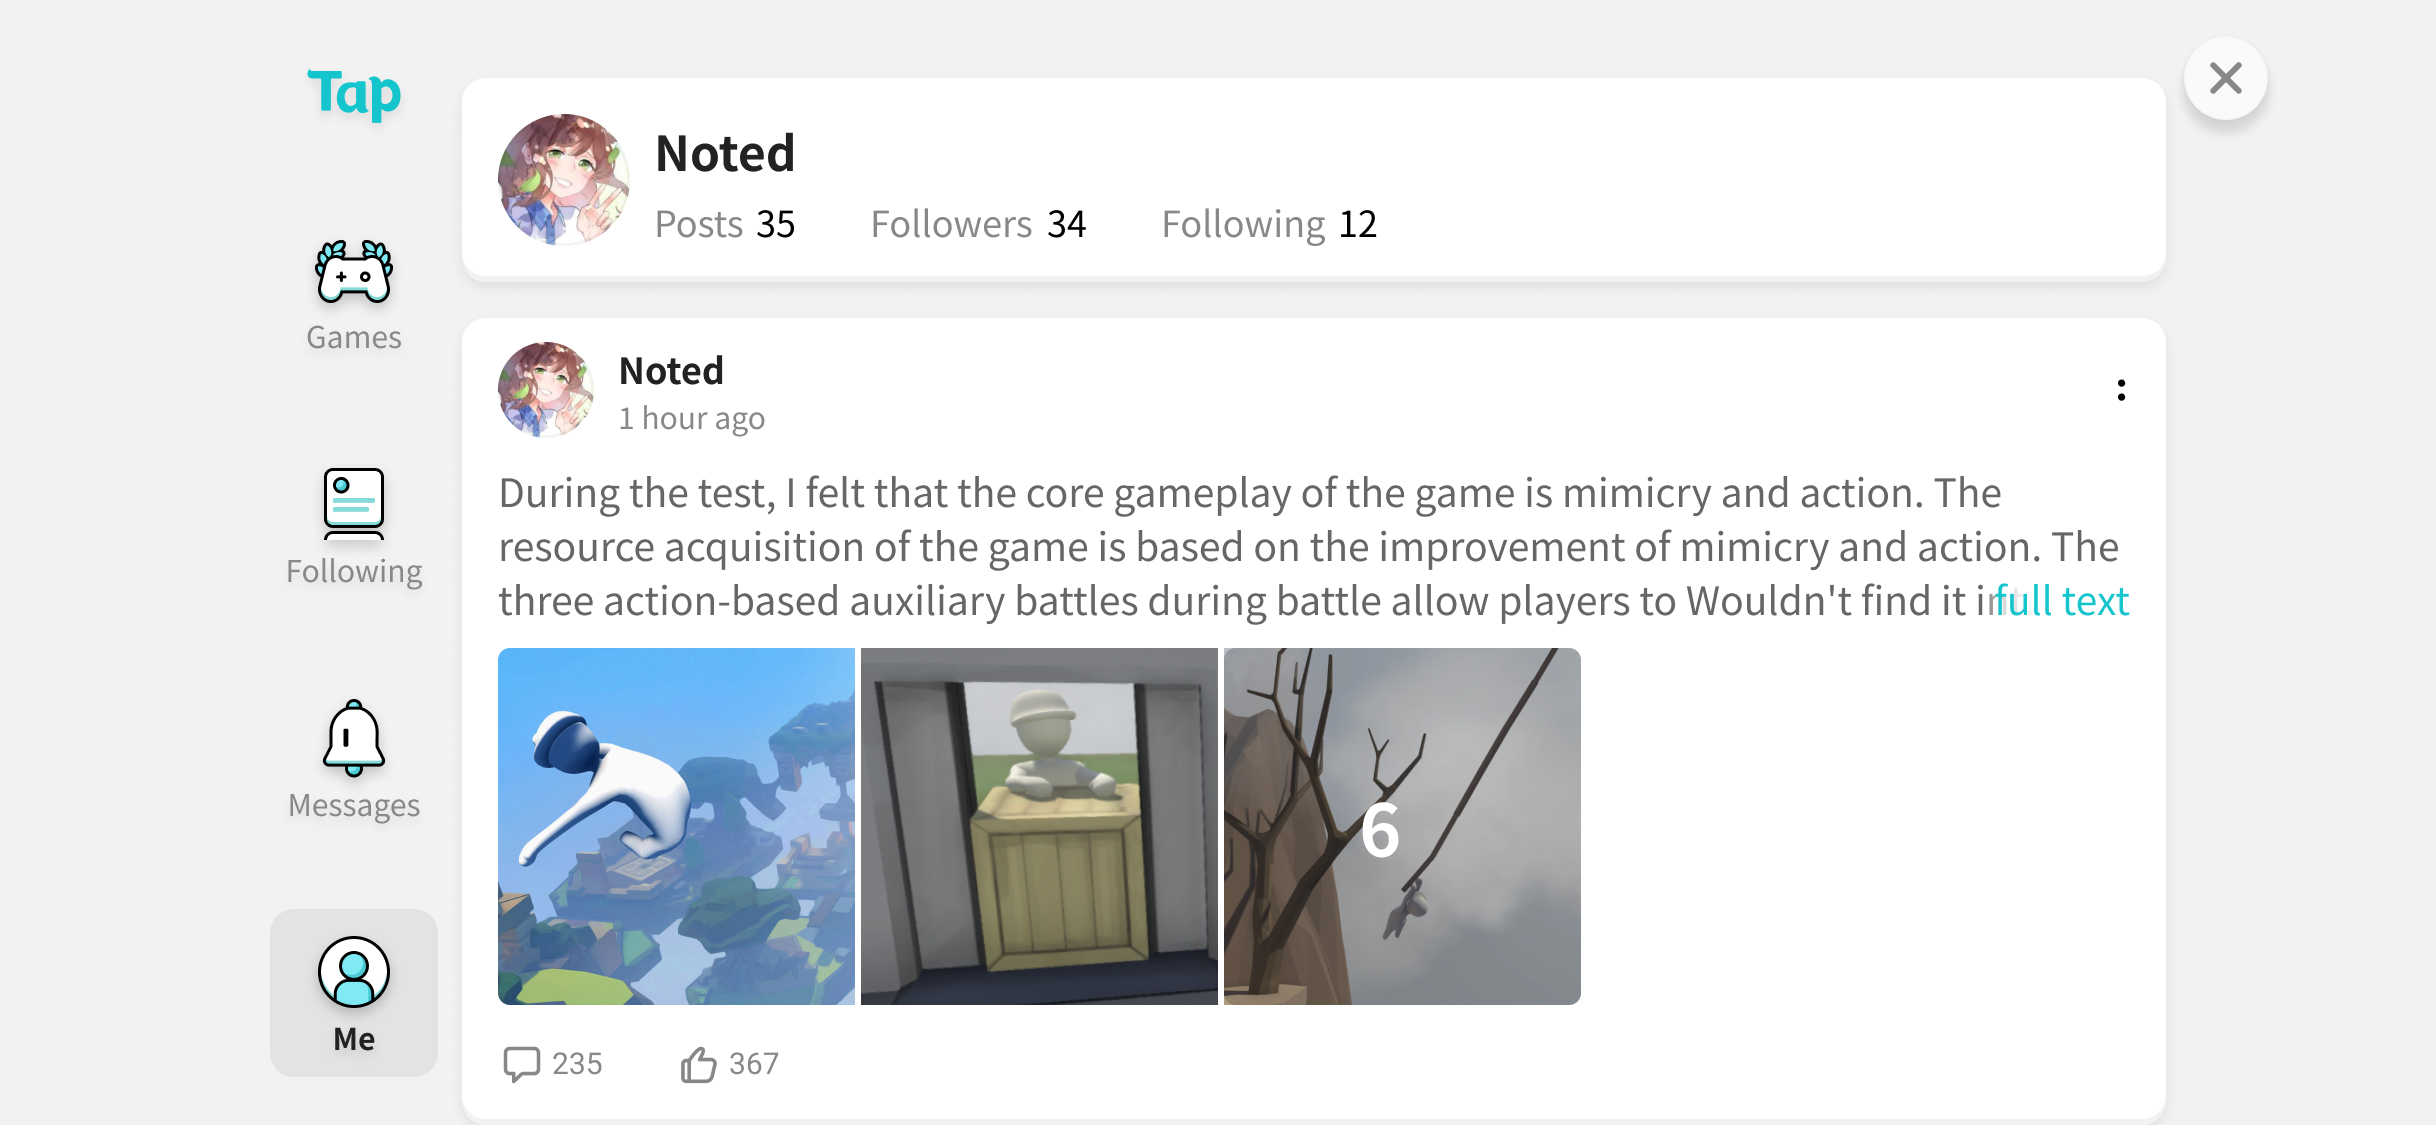 Tap
Noted
Posts 35 Followers 34 Following 12
Games
Noted
1 hour ago
During the test, I felt that the core gameplay of the game is mimicry and action. The
resource acquisition of the game is based on the improvement of mimicry and action. The
three action-based auxiliary battles during battle allow players to Wouldn't find it full text
Following
6
Messages
Me
235 367